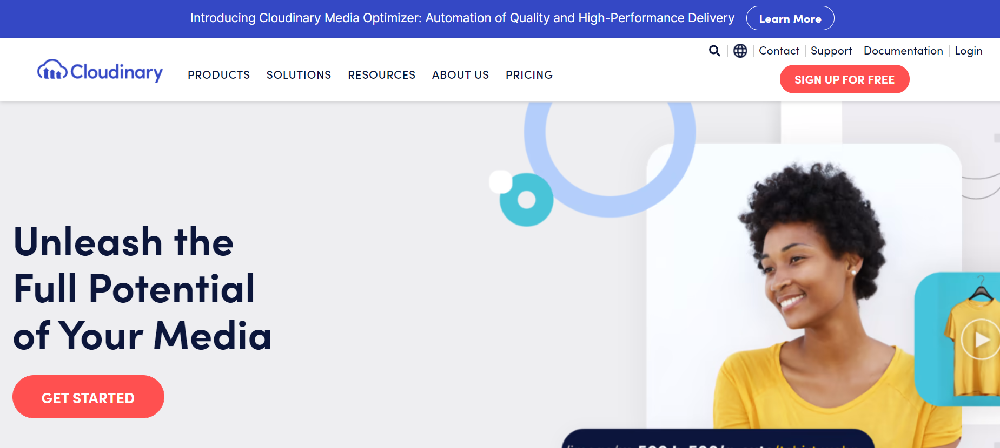 Introducing Cloudinary Media Optimizer: Automation of Quality and High-Performance Delivery Learn More
Contact Support Documentation Login
Cloudinary PRODUCTS SOLUTIONS RESOURCES ABOUT US PRICING
SIGN UP FOR FREE
Unleash the
Full Potential
of Your Media
GET STARTED